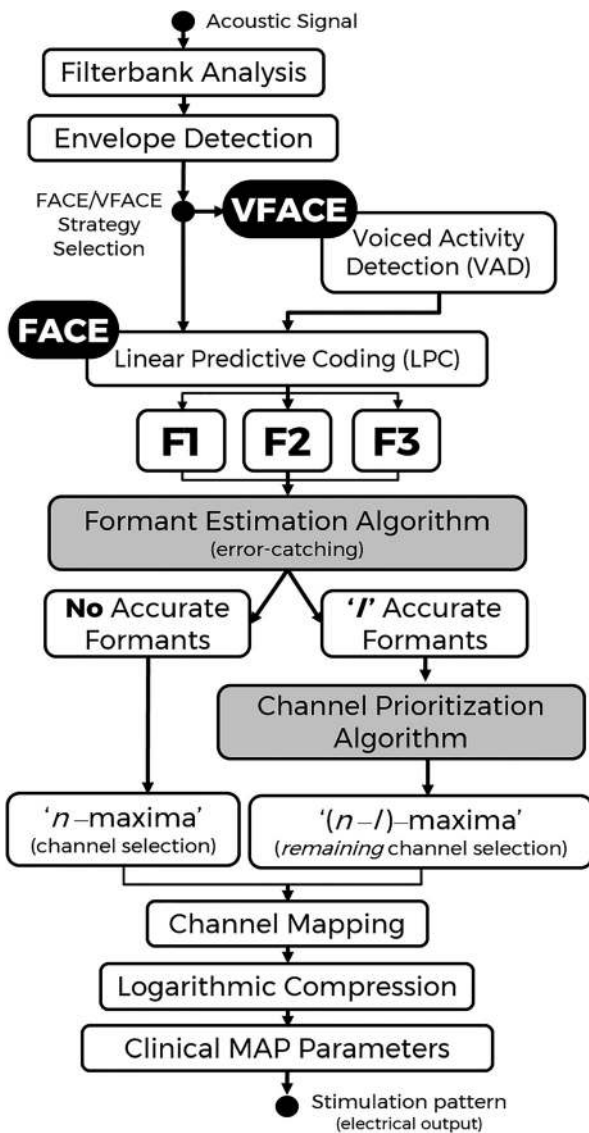 Acoustic Signal
Filterbank Analysis
Envelope Detection
FACE/VFACE
Strategy
Selection
VFACE
Voiced Activity
Detection (VAD)
FACE
Linear Predictive Coding (LPC)
F1 F2 F3
Formant Estimation Algorithm
(error-catching)
No Accurate
Formants
‘l’ Accurate
Formants
Channel Prioritization
Algorithm
‘n–maxima’
(channel selection)
‘(n–l)–maxima’
(remaining channel selection)
Channel Mapping
Logarithmic Compression
Clinical MAP Parameters
Stimulation pattern
(electrical output)